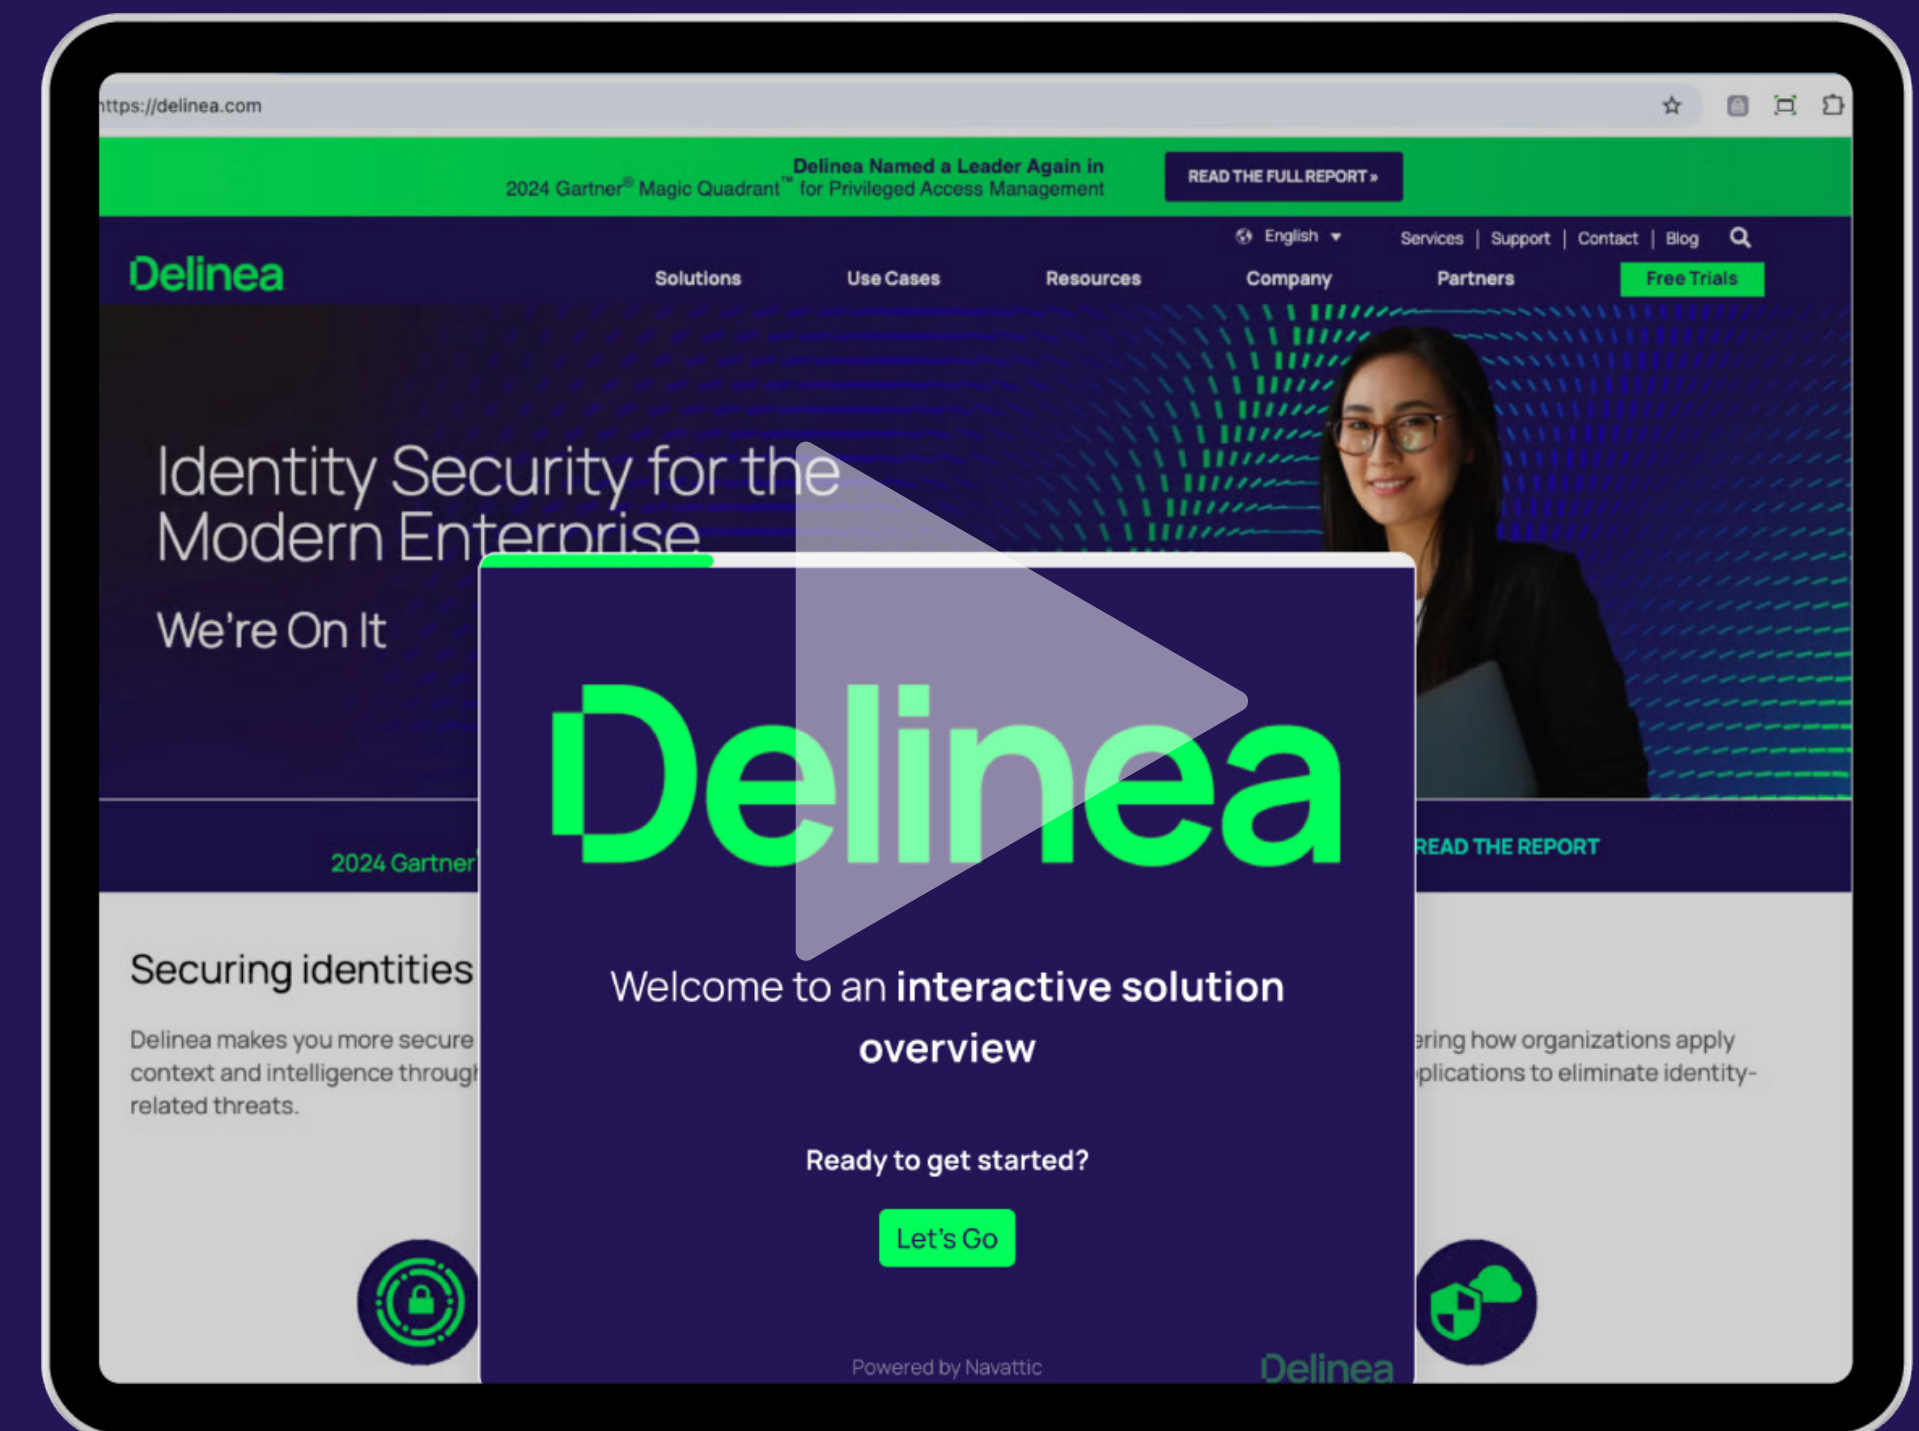 ttps://delinea.com
Delinea Named a Leader Again in
2024 Gartner® Magic Quadrant™ for Privileged Access Management
READ THE FULL REPORT »
English
Services | Support | Contact | Blog
Delinea
Solutions
Use Cases
Resources
Company
Partners
Free Trials
Identity Security for the
Modern Enterprise
We're On It
Delinea
2024 Gartner
READ THE REPORT
Securing identities
Delinea makes you more secure
context and intelligence through
related threats.
ering how organizations apply
plications to eliminate identity-
Welcome to an interactive solution
overview
Ready to get started?
Let's Go
Powered by Navattic
Delinea